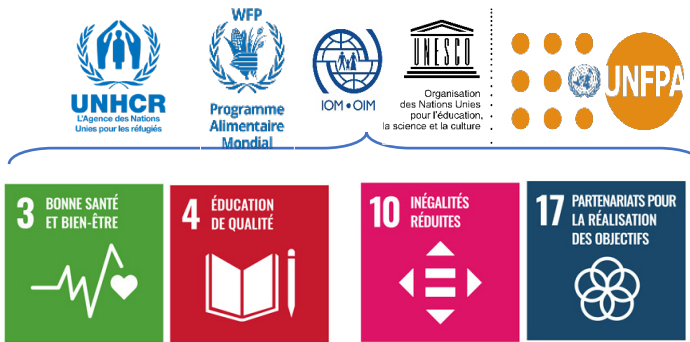 UNHCR
L'Agence des Nations
Unies pour les réfugiés
WFP
Programme
Alimentaire
Mondial
IOM • OIM
UNESCO
Organisation
des Nations Unies
pour l'éducation,
la science et la culture
UNFPA
3 BONNE SANTÉ
ET BIEN-ÊTRE
4 ÉDUCATION
DE QUALITÉ
10 INÉGALITÉS
RÉDUITES
17 PARTENARIATS POUR
LA RÉALISATION
DES OBJECTIFS